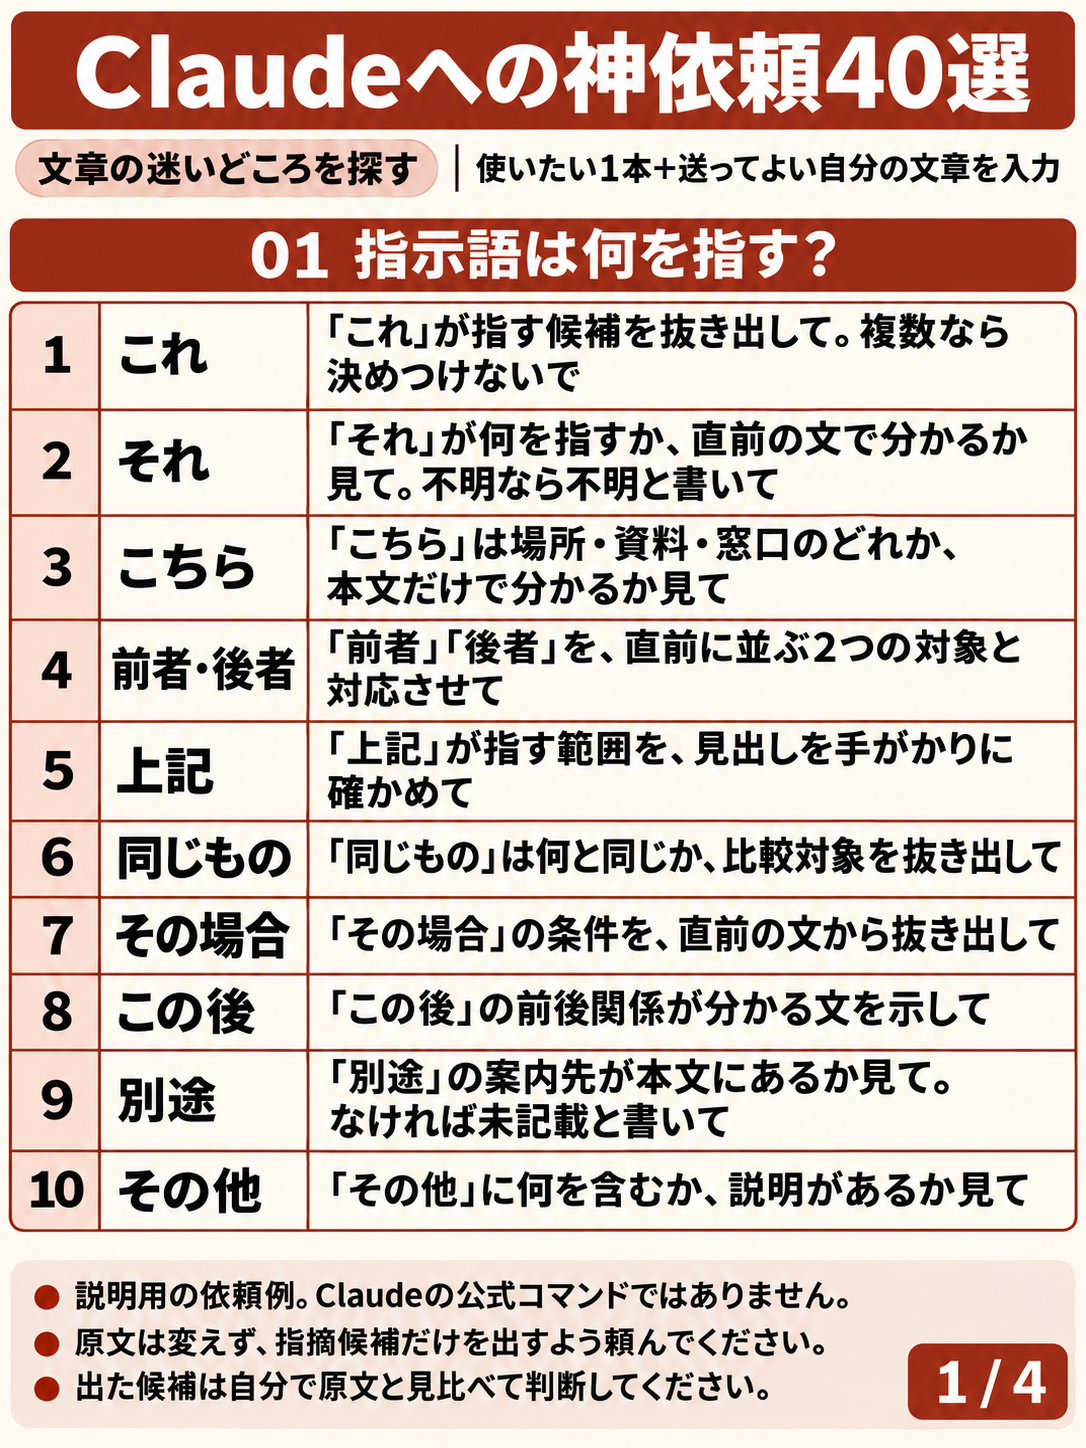 Claudeへの神依頼40選
文章の迷いどころを探す
使いたい1本+送ってよい自分の文章を入力
01 指示語は何を指す?
1 これ 「これ」が指す候補を抜き出して。複数なら
決めつけないで
2 それ 「それ」が何を指すか、直前の文で分かるか
見て。不明なら不明と書いて
3 こちら 「こちら」は場所・資料・窓口のどれか、
本文だけで分かるか見て
4 前者・後者 「前者」「後者」を、直前に並ぶ2つの対象と
対応させて
5 上記 「上記」が指す範囲を、見出しを手がかりに
確かめて
6 同じもの 「同じもの」は何と同じか、比較対象を抜き出して
7 その場合 「その場合」の条件を、直前の文から抜き出して
8 この後 「この後」の前後関係が分かる文を示して
9 別途 「別途」の案内先が本文にあるか見て。
なければ未記載と書いて
10 その他 「その他」に何を含むか、説明があるか見て
● 説明用の依頼例。Claudeの公式コマンドではありません。
● 原文は変えず、指摘候補だけを出すよう頼んでください。
● 出た候補は自分で原文と見比べて判断してください。
1/4